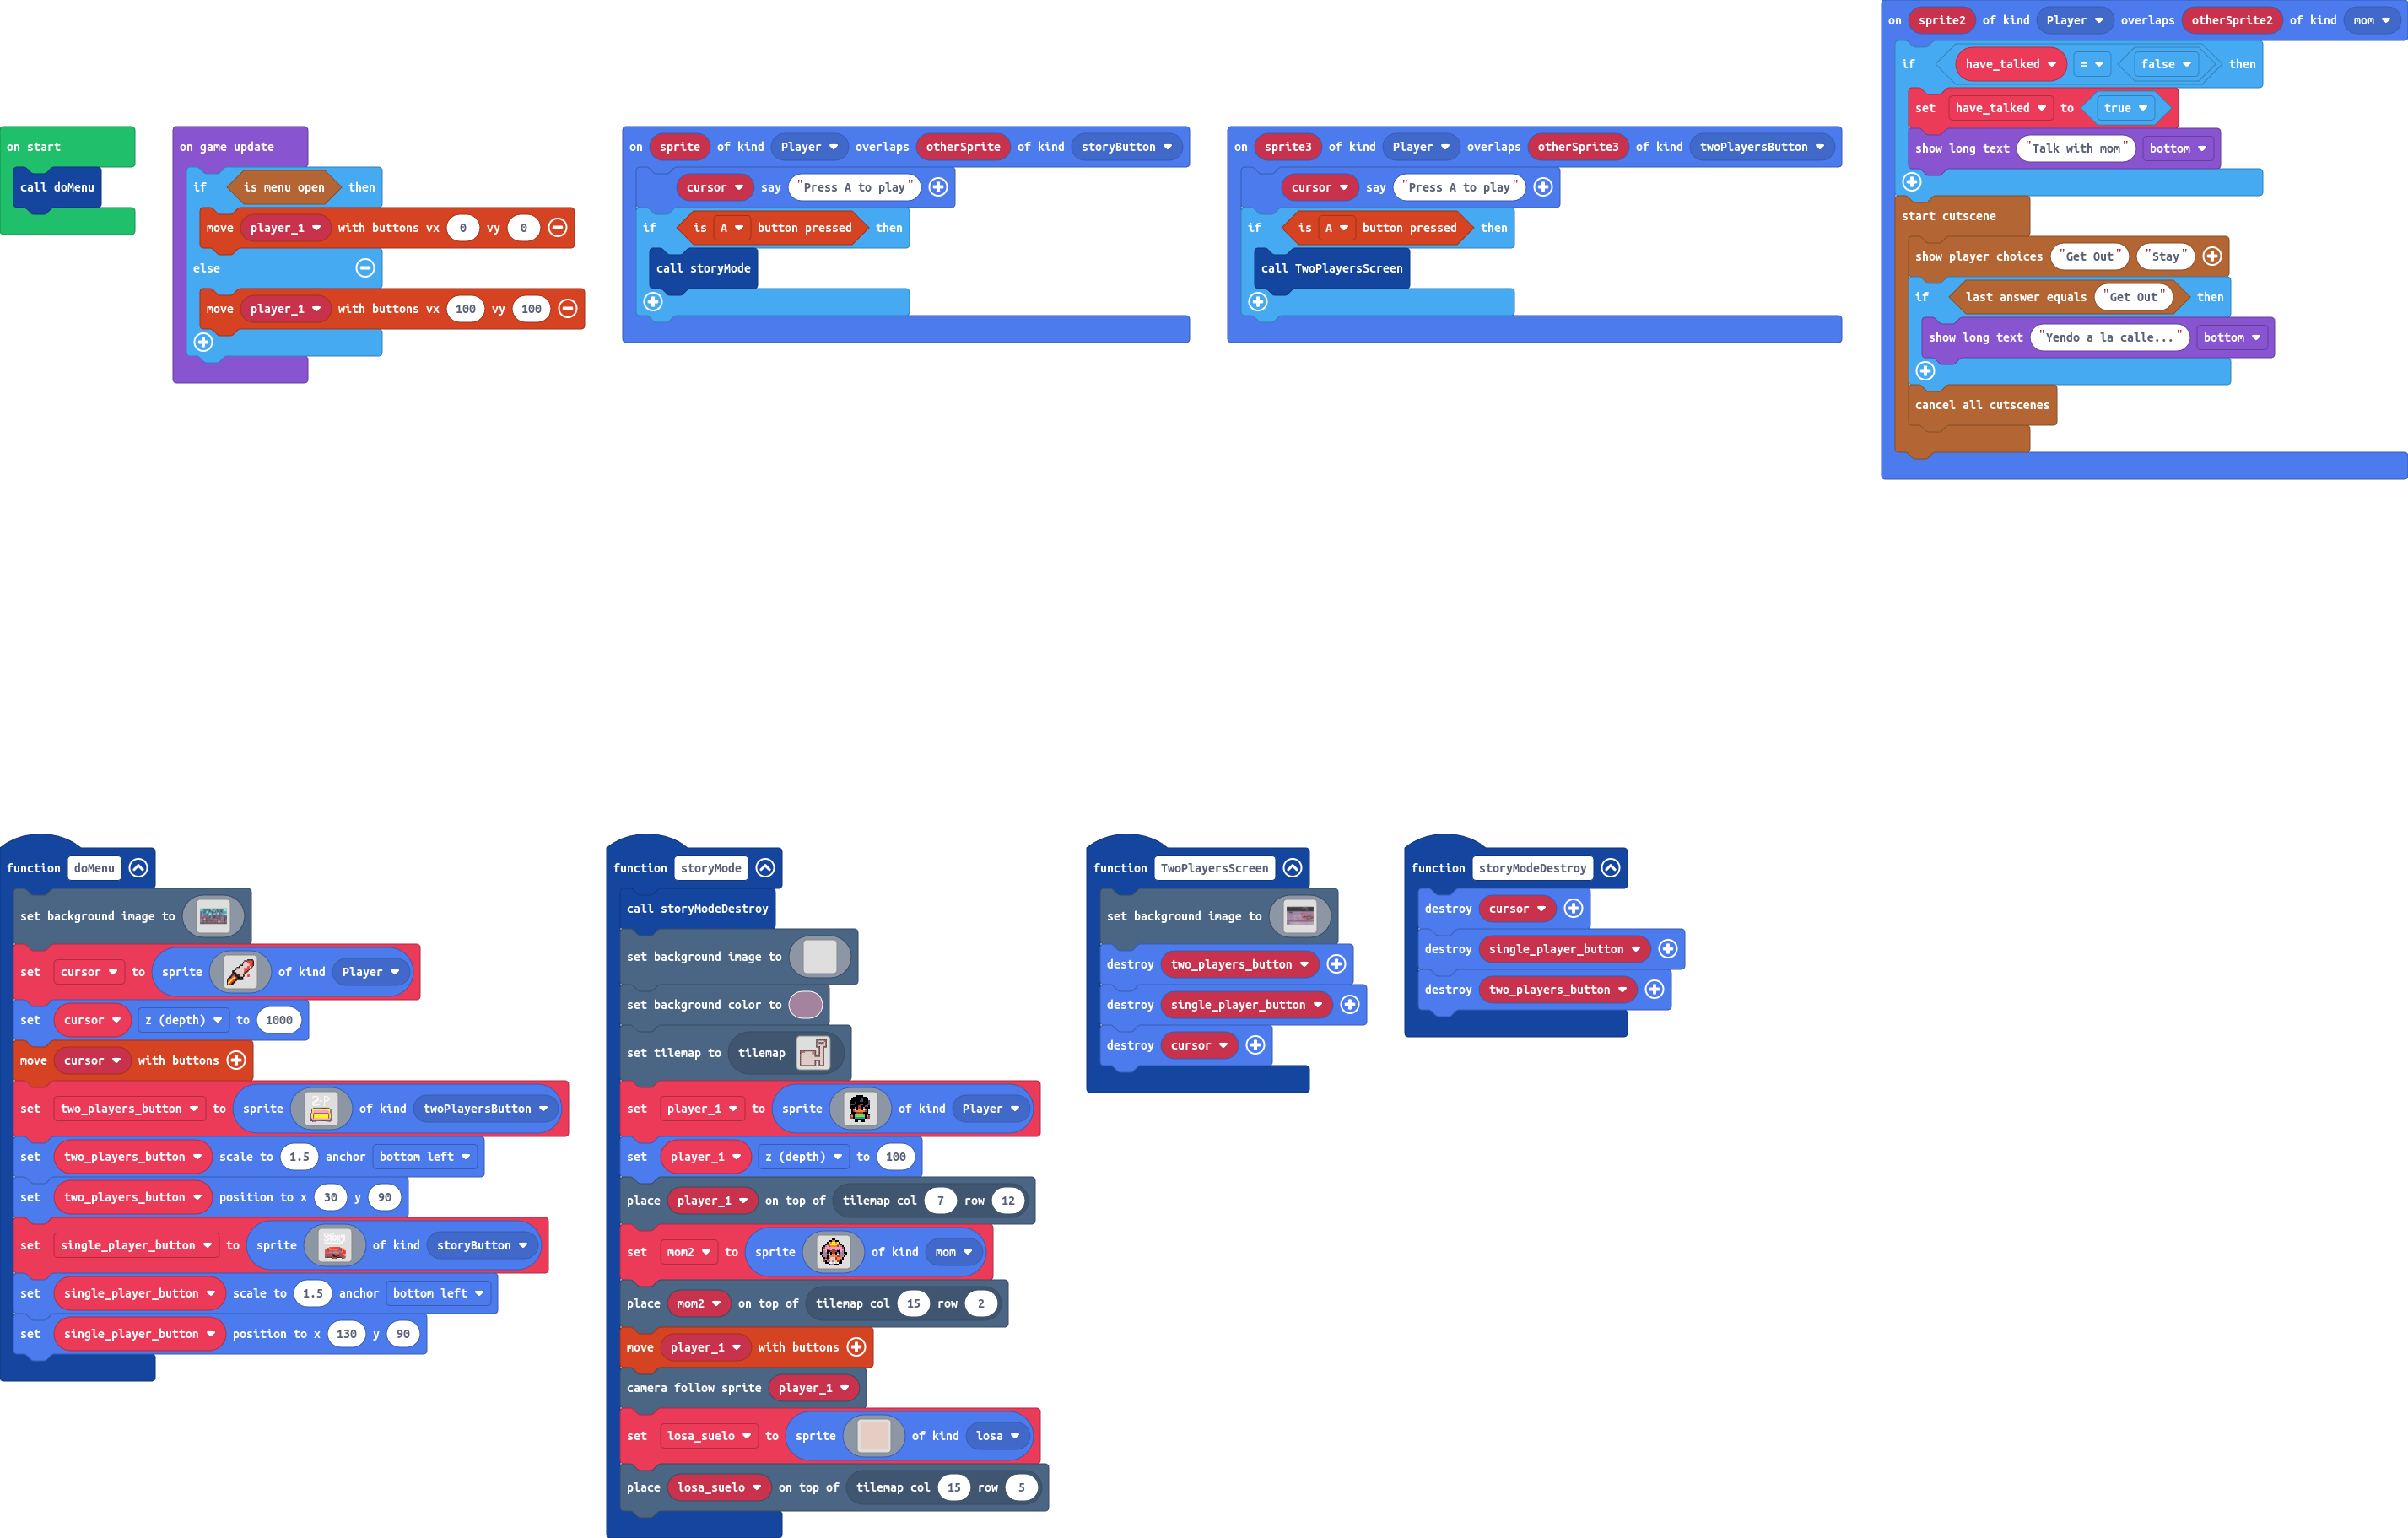 on start
call doMenu
on game update
if is menu open then
move player_1 with buttons vx 0 vy 0
else
move player_1 with buttons vx 100 vy 100
on sprite of kind Player overlaps otherSprite of kind storyButton
cursor say "Press A to play"
if is A button pressed then
call storyMode
on sprite3 of kind Player overlaps otherSprite3 of kind twoPlayersButton
cursor say "Press A to play"
if is A button pressed then
call TwoPlayersScreen
on sprite2 of kind Player overlaps otherSprite2 of kind mom
if have_talked = false then
set have_talked to true
show long text "Talk with mom" bottom
start cutscene
show player choices "Get Out" "Stay"
if last answer equals "Get Out" then
show long text "Yendo a la calle..." bottom
cancel all cutscenes
function doMenu
set background image to
set cursor to sprite of kind Player
set cursor z (depth) to 1000
move cursor with buttons
set two_players_button to sprite 2-P of kind twoPlayersButton
set two_players_button scale to 1.5 anchor bottom left
set two_players_button position to x 30 y 90
set single_player_button to sprite of kind storyButton
set single_player_button scale to 1.5 anchor bottom left
set single_player_button position to x 130 y 90
function storyMode
call storyModeDestroy
set background image to
set background color to
set tilemap to tilemap
set player_1 to sprite of kind Player
set player_1 z (depth) to 100
place player_1 on top of tilemap col 7 row 12
set mom2 to sprite of kind mom
place mom2 on top of tilemap col 15 row 2
move player_1 with buttons
camera follow sprite player_1
set losa_suelo to sprite of kind losa
place losa_suelo on top of tilemap col 15 row 5
function TwoPlayersScreen
set background image to
destroy two_players_button
destroy single_player_button
destroy cursor
function storyModeDestroy
destroy cursor
destroy single_player_button
destroy two_players_button